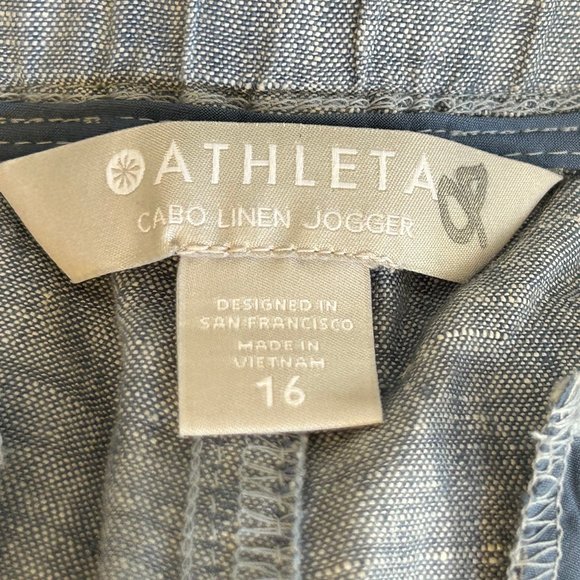 ATHLETA
CABO LINEN JOGGER
DESIGNED IN
SAN FRANCISCO
MADE IN
VIETNAM
16